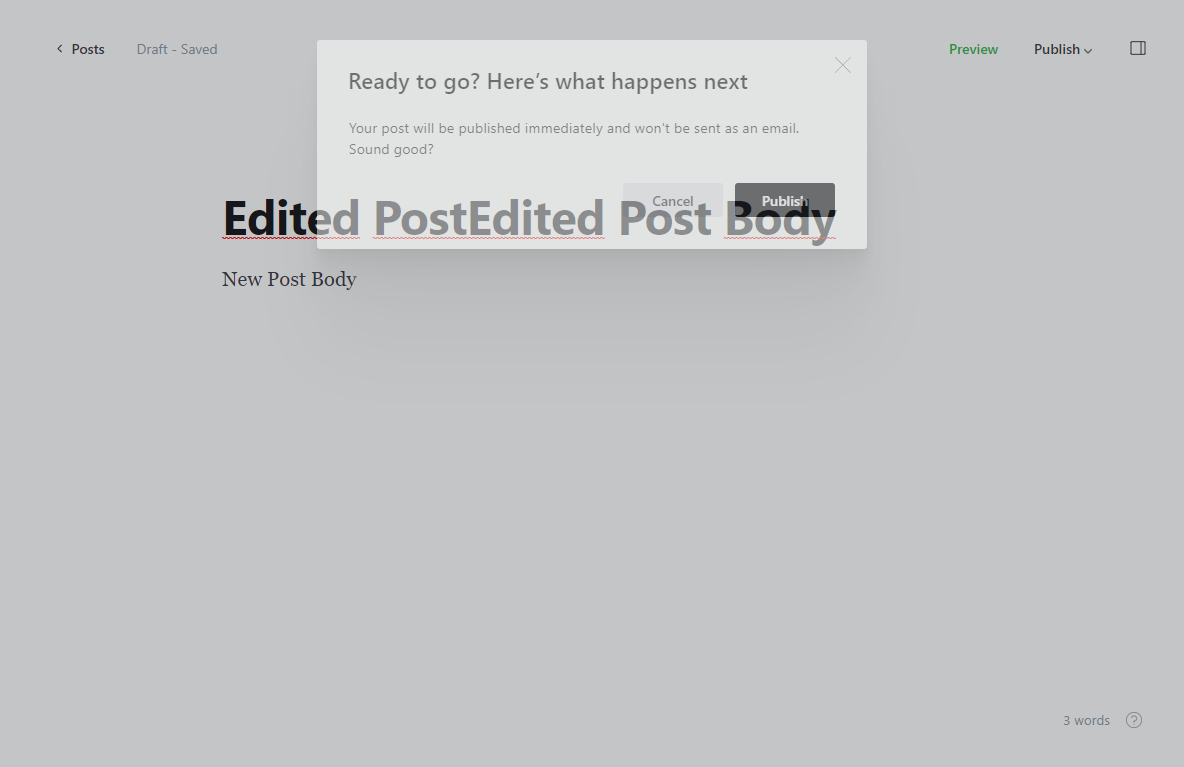 Posts Draft - Saved Preview Publish
Ready to go? Here's what happens next
Your post will be published immediately and won't be sent as an email.
Sound good?
Cancel Publish
Edited PostEdited Post Body
New Post Body
3 words ?